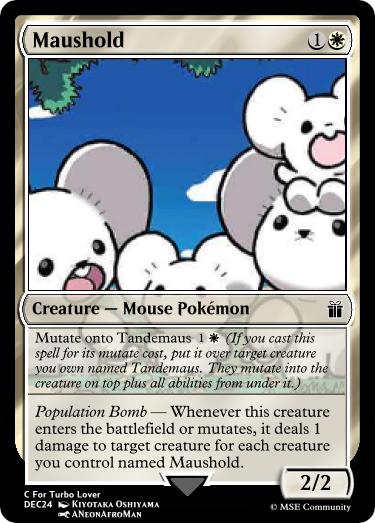 Maushold 1
Creature — Mouse Pokémon
Mutate onto Tandemaus 1 (If you cast this
spell for its mutate cost, put it over target creature
you own named Tandemaus. They mutate into the
creature on top plus all abilities from under it.)
Population Bomb — Whenever this creature
enters the battlefield or mutates, it deals 1
damage to target creature for each creature
you control named Maushold.
2/2
C For Turbo Lover
DEC24 Kiyotaka Oshiyama
ANeonAfroMan
© MSE Community